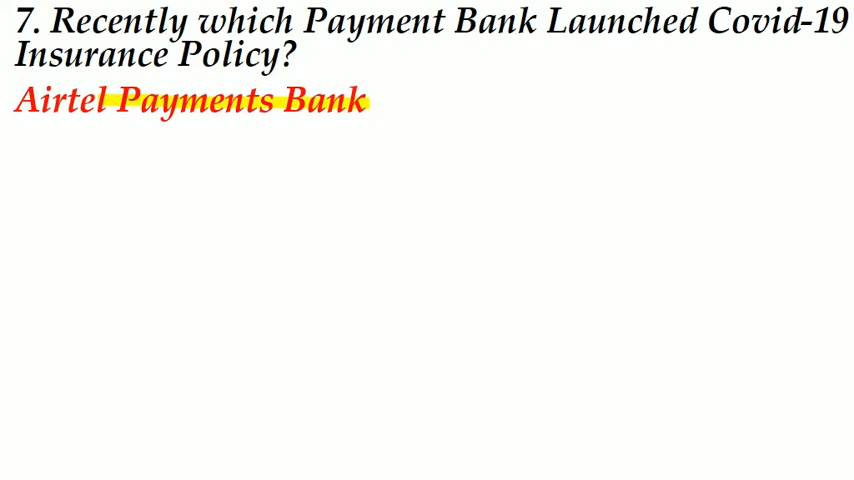 7. Recently which Payment Bank Launched Covid-19
Insurance Policy?
Airtel Payments Bank